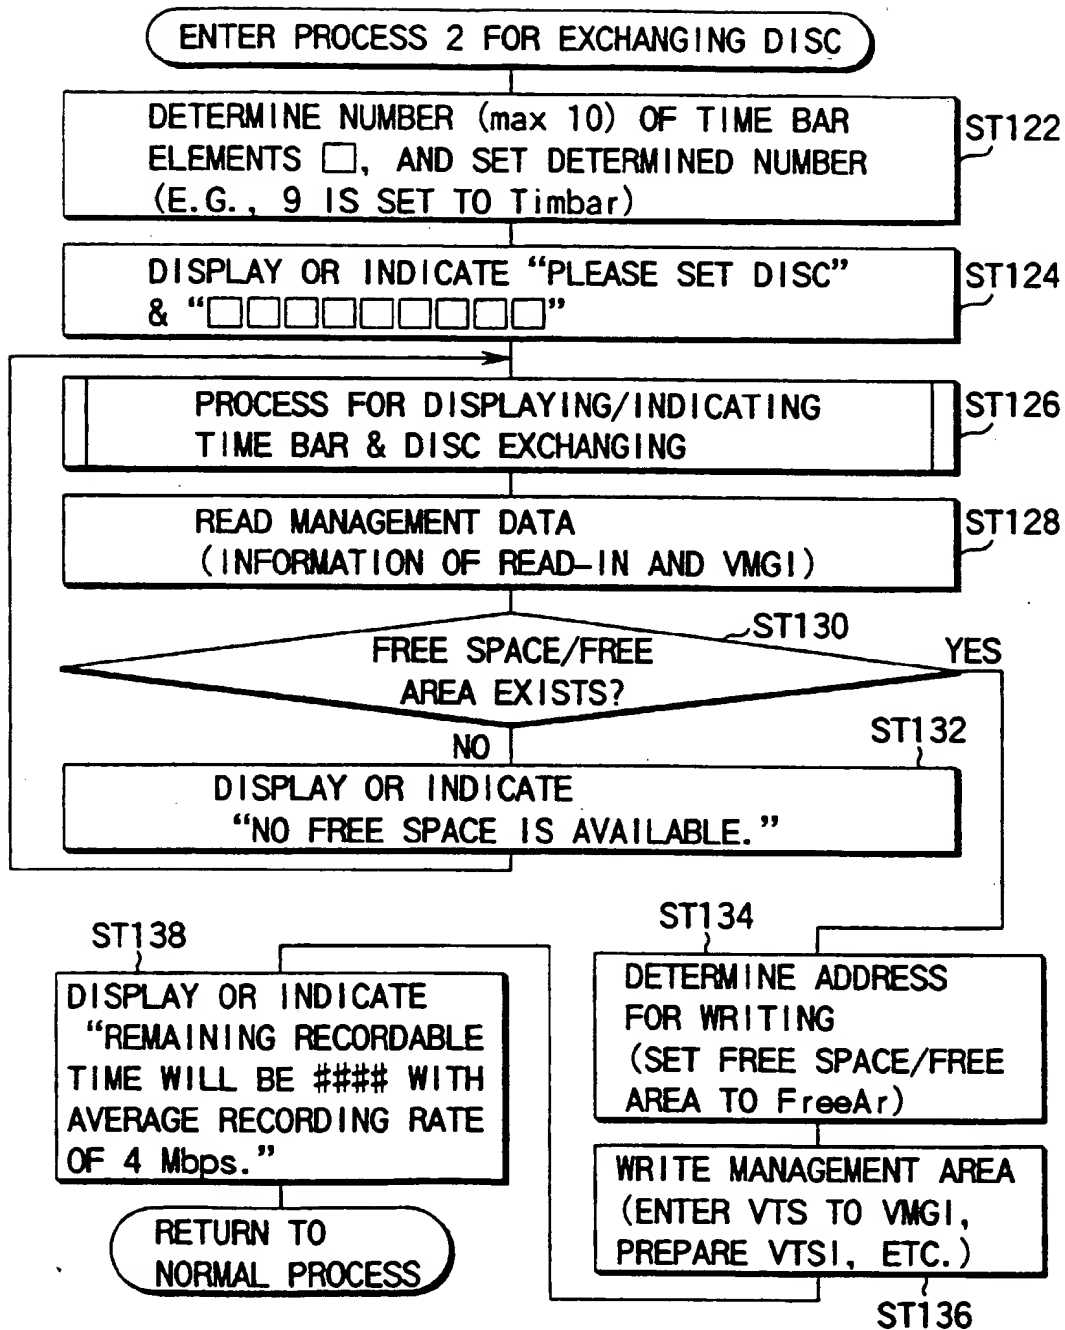 ENTER PROCESS 2 FOR EXCHANGING DISC
DETERMINE NUMBER (max 10) OF TIME BAR
ELEMENTS □, AND SET DETERMINED NUMBER
(E.G., 9 IS SET TO Timbar)
ST122
DISPLAY OR INDICATE “PLEASE SET DISC”
& “□□□□□□□□□”
ST124
PROCESS FOR DISPLAYING/INDICATING
TIME BAR & DISC EXCHANGING
ST126
READ MANAGEMENT DATA
(INFORMATION OF READ-IN AND VMGI)
ST128
FREE SPACE/FREE
AREA EXISTS?
ST130
YES
NO
ST132
DISPLAY OR INDICATE
“NO FREE SPACE IS AVAILABLE.”
ST134
DETERMINE ADDRESS
FOR WRITING
(SET FREE SPACE/FREE
AREA TO FreeAr)
WRITE MANAGEMENT AREA
(ENTER VTS TO VMGI,
PREPARE VTSI, ETC.)
ST136
ST138
DISPLAY OR INDICATE
“REMAINING RECORDABLE
TIME WILL BE #### WITH
AVERAGE RECORDING RATE
OF 4 Mbps.”
RETURN TO
NORMAL PROCESS